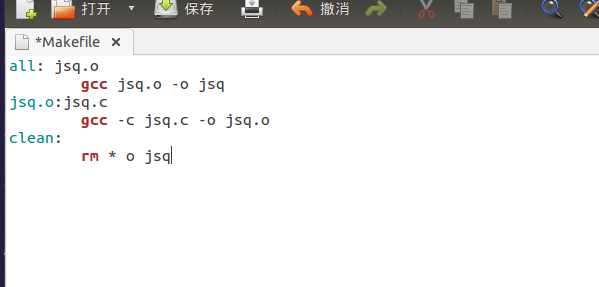 打开 保存 撤消
*Makefile
all: jsq.o
gcc jsq.o -o jsq
jsq.o:jsq.c
gcc -c jsq.c -o jsq.o
clean:
rm * o jsq